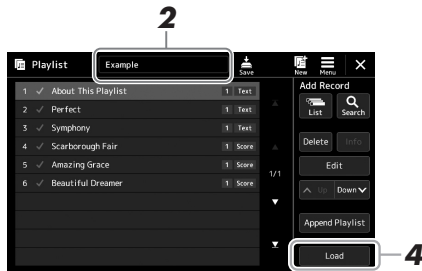 2
Playlist Example Save New Menu
1 About This Playlist 1 Text
2 Perfect 1 Text
3 Symphony 1 Text
4 Scarborough Fair 1 Score
5 Amazing Grace 1 Score
6 Beautiful Dreamer 1 Score
1/1
Add Record
List Search
Delete Info
Edit
Up Down
Append Playlist
Load
4